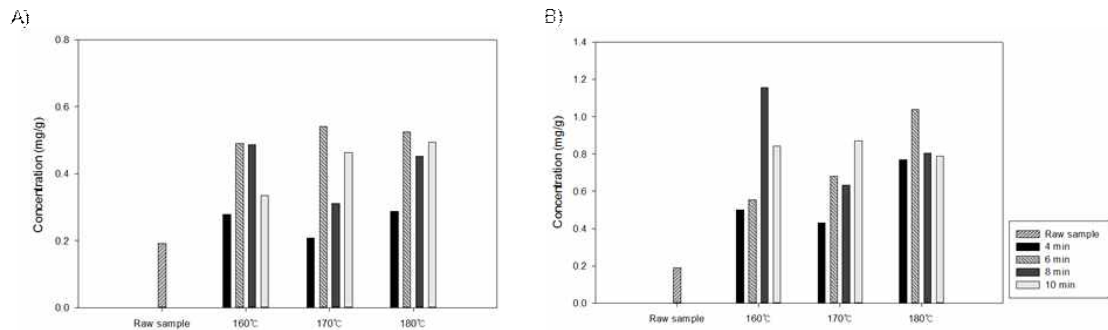 A)
Concentration (mg/g)
0.8
0.6
0.4
0.2
0.0
Raw sample 160℃ 170℃ 180℃
B)
Concentration (mg/g)
1.4
1.2
1.0
0.8
0.6
0.4
0.2
0.0
Raw sample 160℃ 170℃ 180℃
Raw sample
4 min
6 min
8 min
10 min